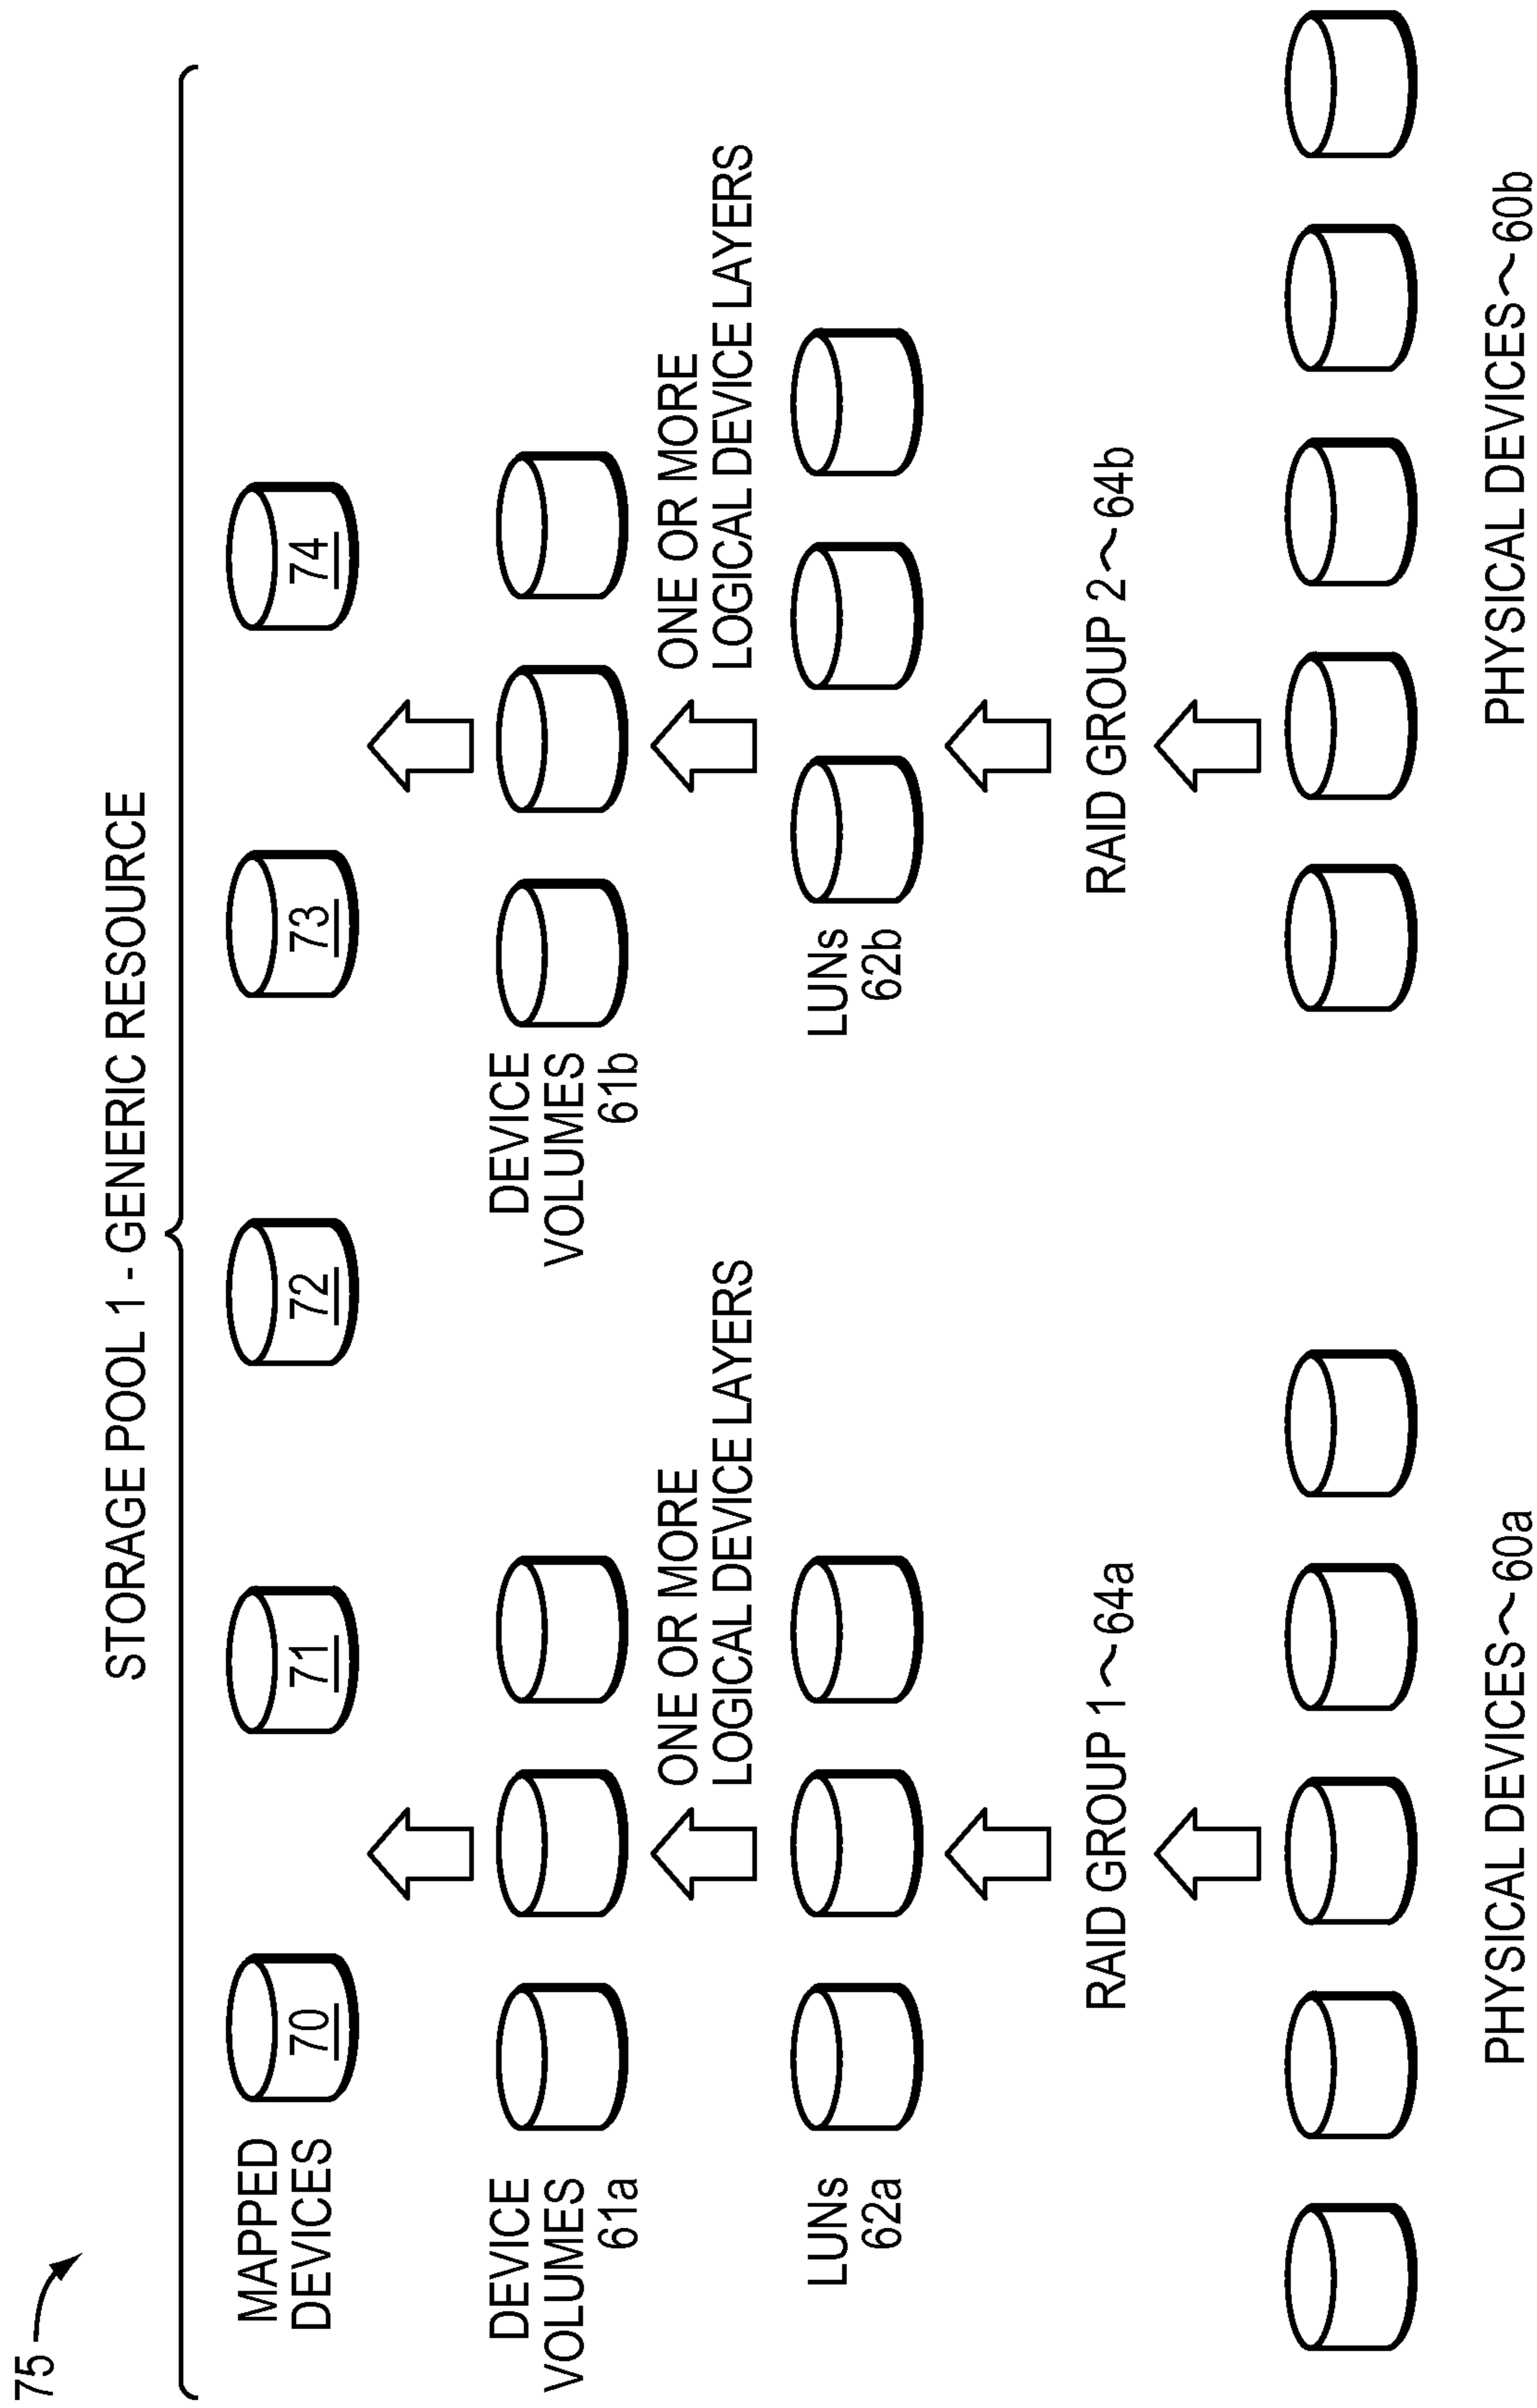 75
STORAGE POOL 1 - GENERIC RESOURCE
MAPPED
DEVICES
70
71
72
73
74
DEVICE
VOLUMES
61a
DEVICE
VOLUMES
61b
ONE OR MORE
LOGICAL DEVICE LAYERS
ONE OR MORE
LOGICAL DEVICE LAYERS
LUNs
62a
LUNs
62b
RAID GROUP 1~64a
RAID GROUP 2~64b
PHYSICAL DEVICES~60a
PHYSICAL DEVICES~60b